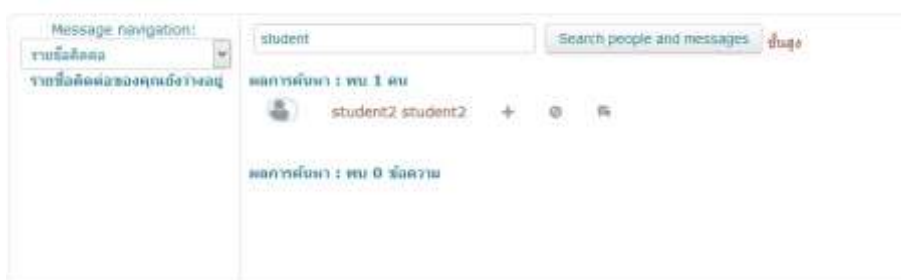 Message navigation:
รายชื่อติดต่อ
รายชื่อติดต่อของคุณยังว่างอยู่
student
Search people and messages
ขั้นสูง
ผลการค้นหา : พบ 1 คน
student2 student2
ผลการค้นหา : พบ 0 ข้อความ